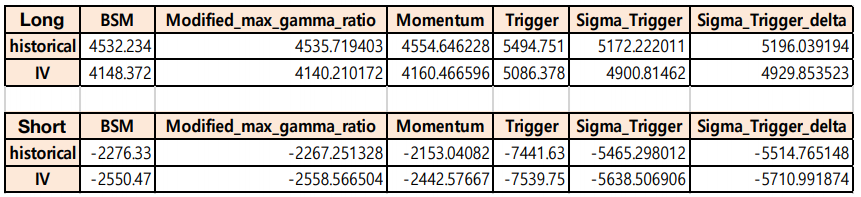 Long BSM Modified_max_gamma_ratio Momentum Trigger Sigma_Trigger Sigma_Trigger_delta
historical 4532.234 4535.719403 4554.646228 5494.751 5172.222011 5196.039194
IV 4148.372 4140.210172 4160.466596 5086.378 4900.81462 4929.853523
Short BSM Modified_max_gamma_ratio Momentum Trigger Sigma_Trigger Sigma_Trigger_delta
historical -2276.33 -2267.251328 -2153.04082 -7441.63 -5465.298012 -5514.765148
IV -2550.47 -2558.566504 -2442.57667 -7539.75 -5638.506906 -5710.991874